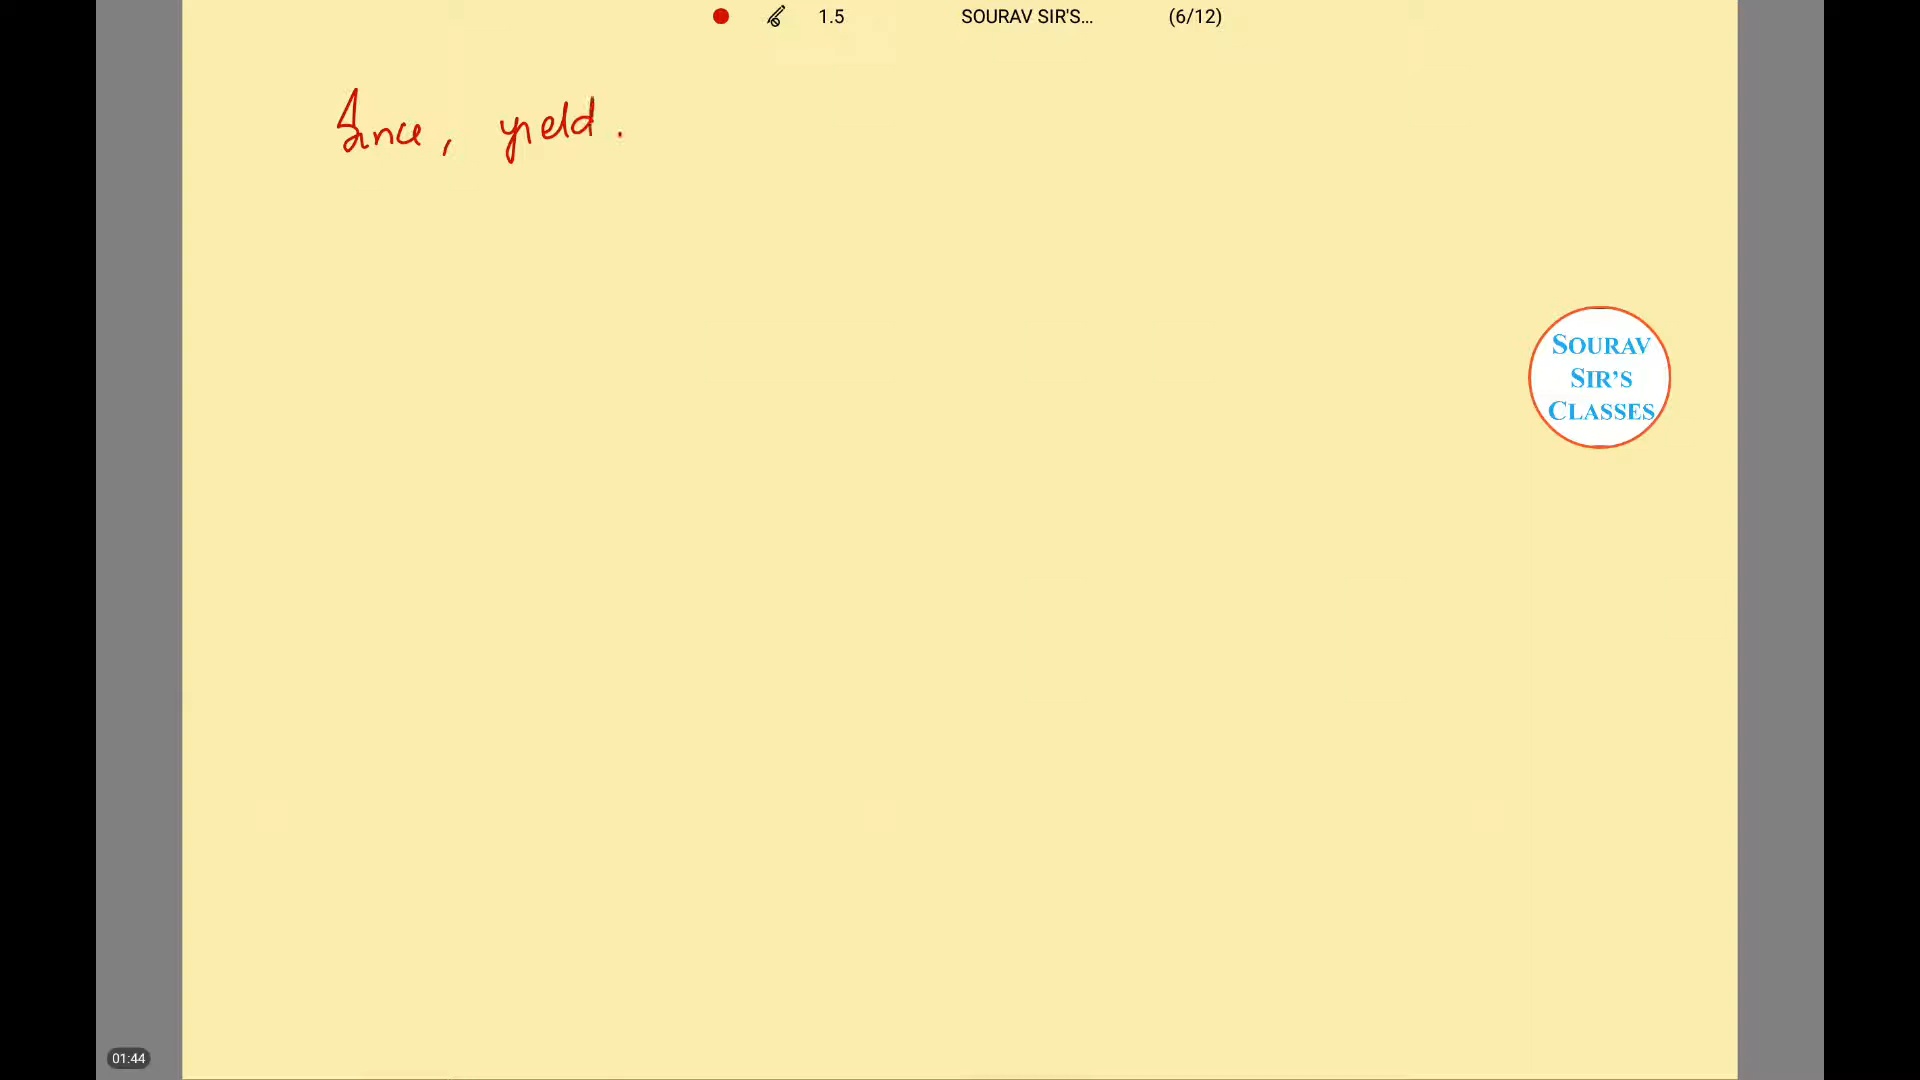 1.5 SOURAV SIR'S... (6/12)
Since, yield.
SOURAV
SIR'S
CLASSES
01:44